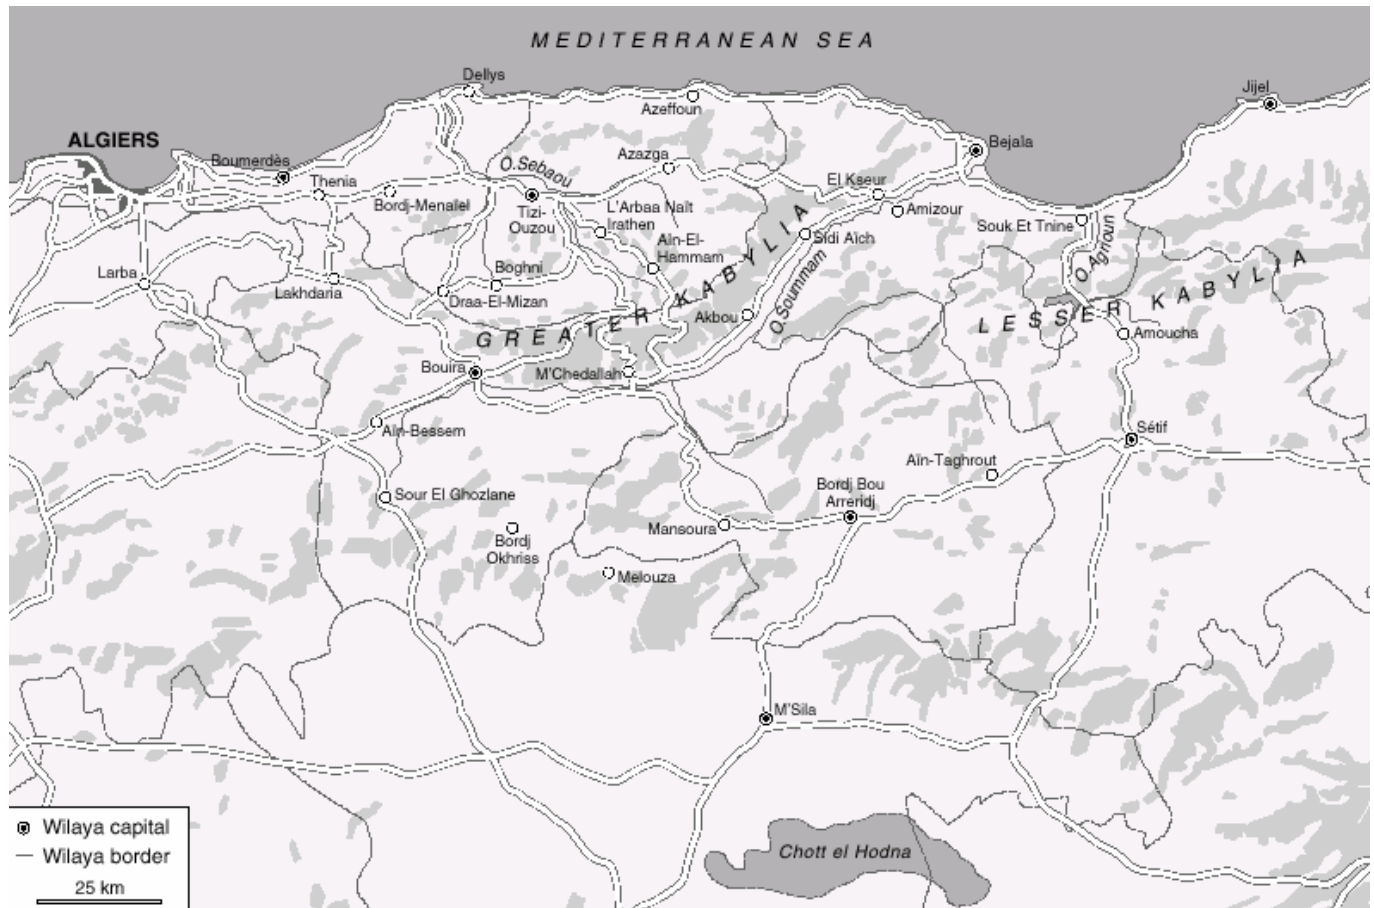 MEDITERRANEAN SEA
Dellys
Jijel
Azeffoun
ALGIERS
Bejaïa
Boumerdès
Azazga
O.Sebaou
Thenia
El Kseur
Bordj-Menaïel
Tizi-
Ouzou
L'Arbaa Naït
Irathen
Amizour
Souk Et Tnine
Sidi Aïch
Aïn-El-
Hammam
O.Agrioun
Larba
Boghni
Lakhdaria
Draa-El-Mizan
GREATER KABYLIA
Akbou
O.Soummam
LESSER KABYLIA
Amoucha
Bouira
M'Chedallah
Aïn-Bessem
Sétif
Aïn-Taghrout
Sour El Ghozlane
Bordj Bou
Arreridj
Mansoura
Bordj
Okhriss
Melouza
M'Sila
Wilaya capital
Wilaya border
25 km
Chott el Hodna